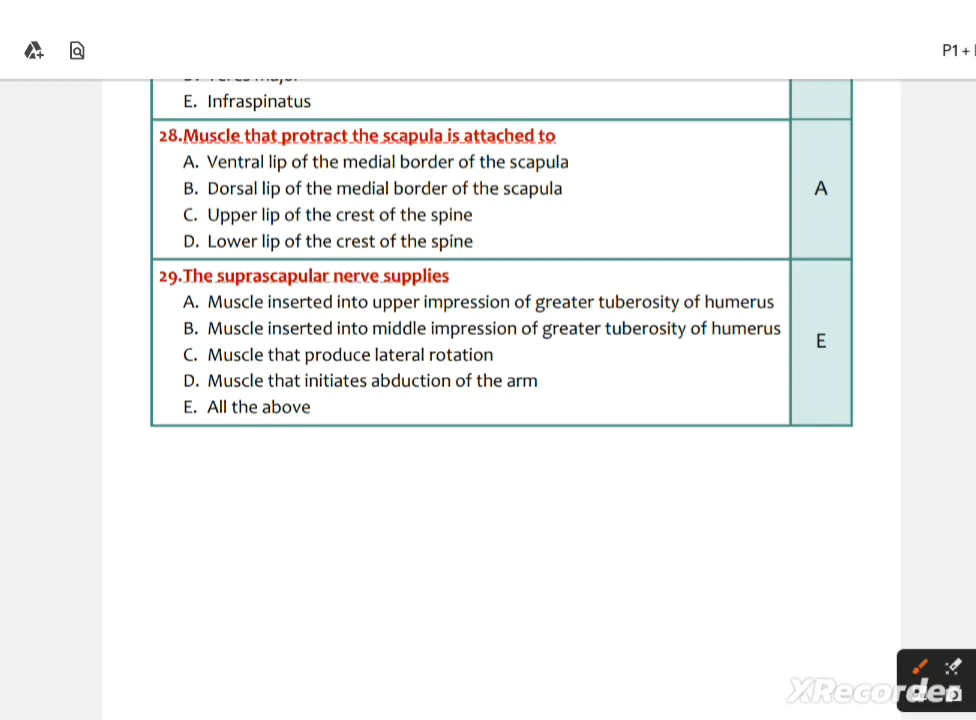 P1 +
E. Infraspinatus
28.Muscle that protract the scapula is attached to
A. Ventral lip of the medial border of the scapula
B. Dorsal lip of the medial border of the scapula
C. Upper lip of the crest of the spine
D. Lower lip of the crest of the spine
A
29.The suprascapular nerve supplies
A. Muscle inserted into upper impression of greater tuberosity of humerus
B. Muscle inserted into middle impression of greater tuberosity of humerus
C. Muscle that produce lateral rotation
D. Muscle that initiates abduction of the arm
E. All the above
E
XRecorder